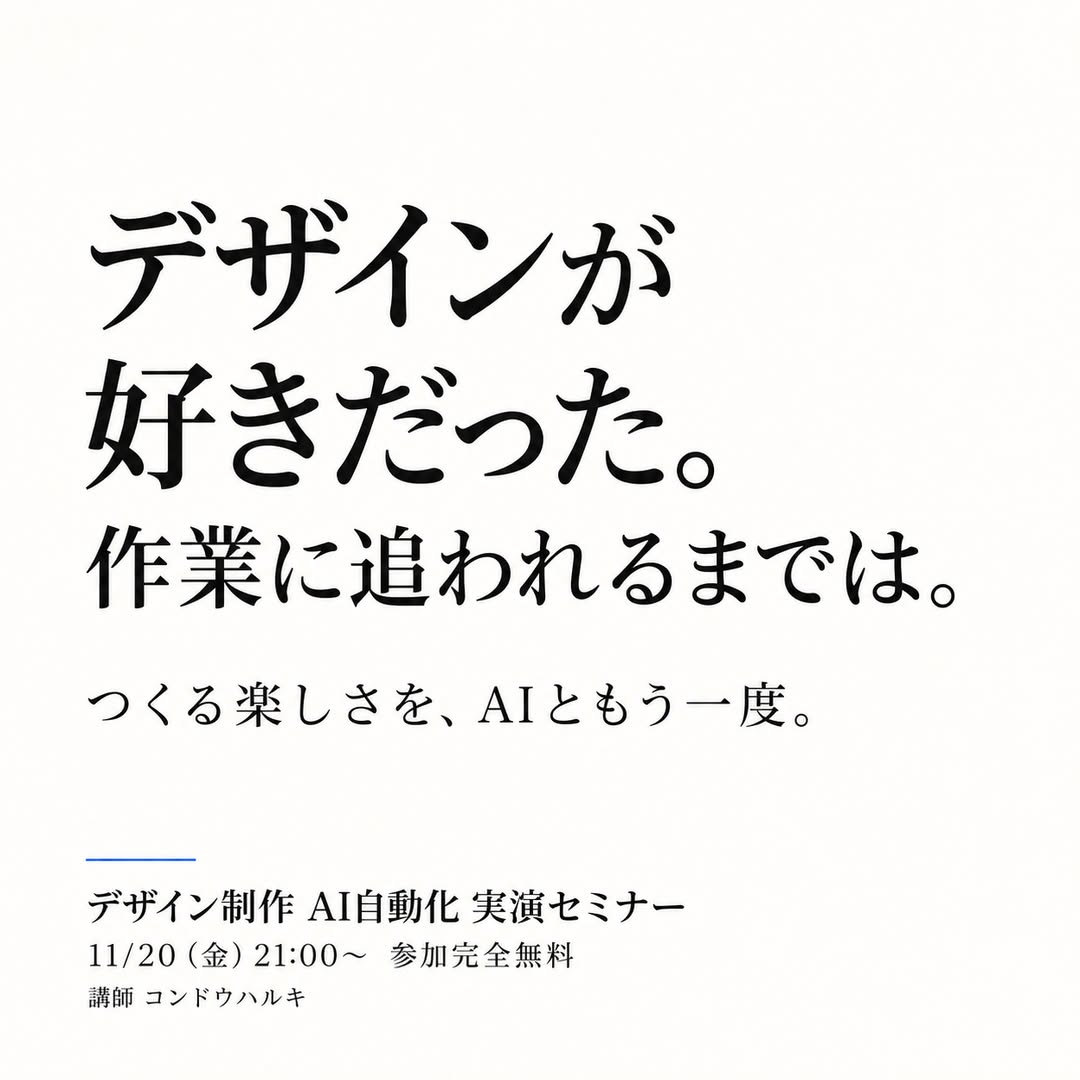 デザインが
好きだった。
作業に追われるまでは。
つくる楽しさを、AIともう一度。
デザイン制作 AI自動化 実演セミナー
11/20（金）21:00〜 参加完全無料
講師 コンドウハルキ